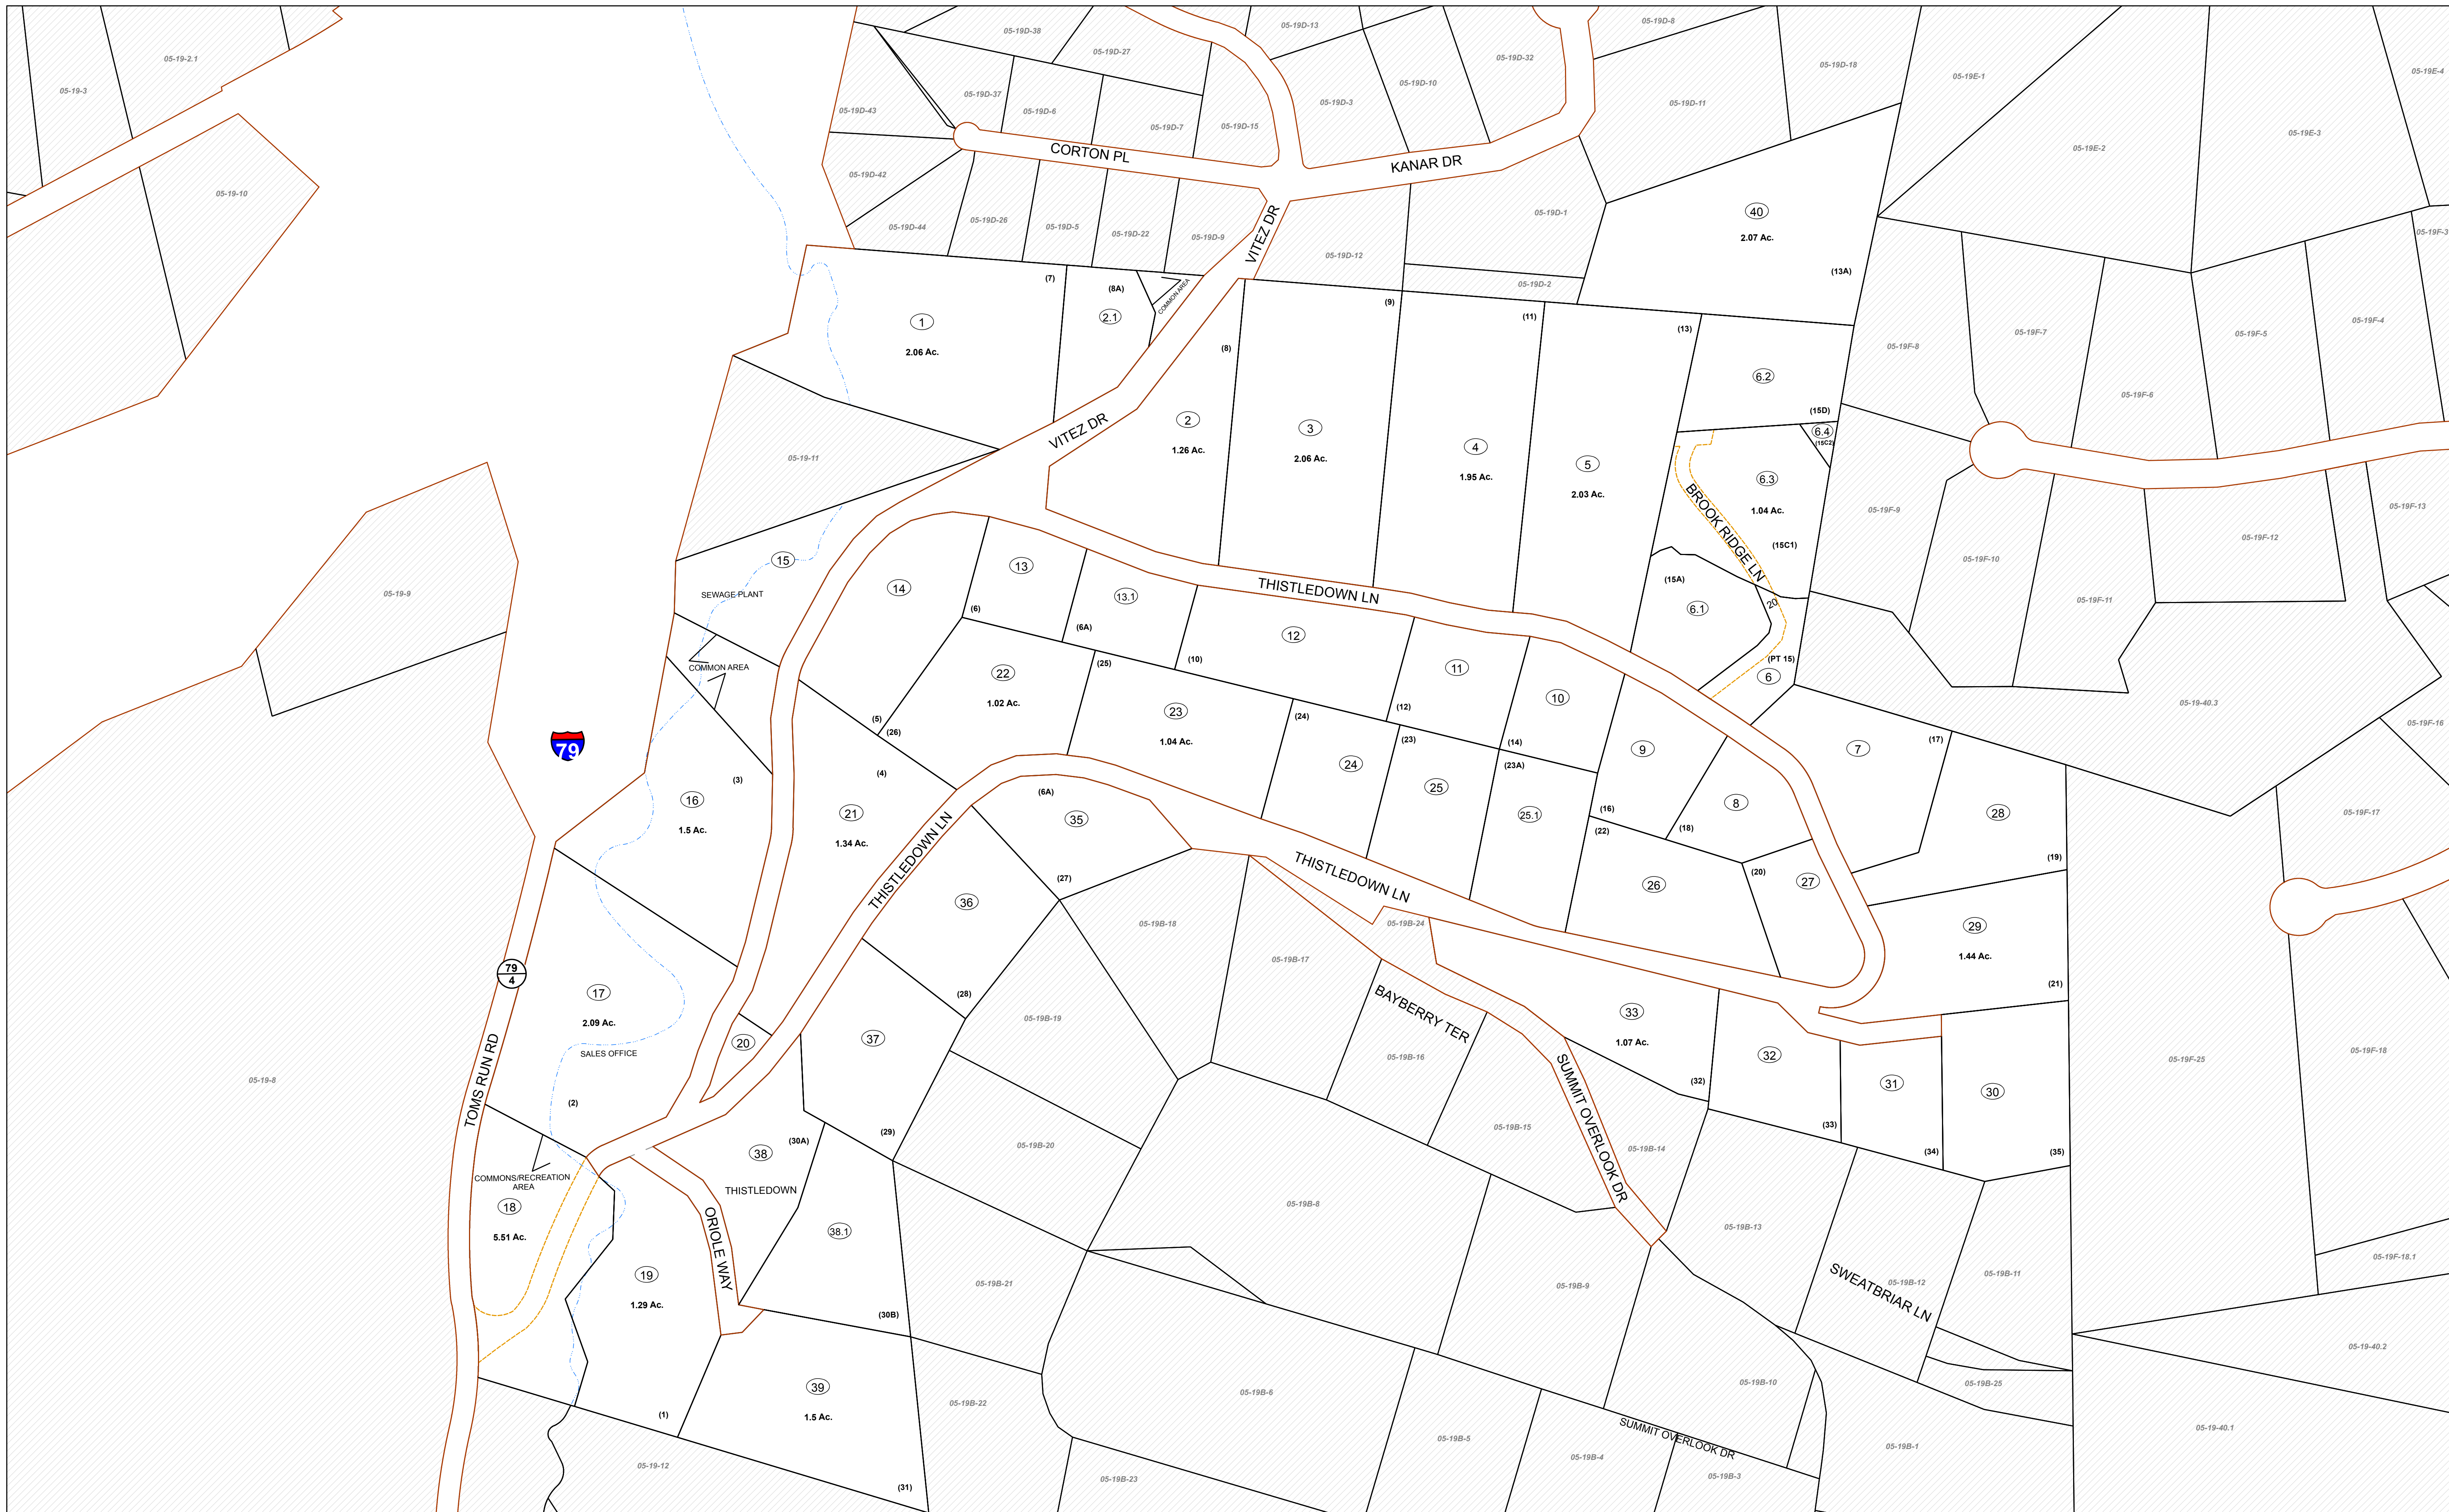 05-19-3
05-19-2.1
05-19-10
05-19D-38
05-19D-27
05-19D-13
05-19D-10
05-19D-32
05-19D-8
05-19D-18
05-19E-1
05-19E-4
05-19D-43
05-19D-37
05-19D-6
05-19D-7
05-19D-15
05-19D-3
05-19D-11
05-19E-2
05-19E-3
CORTON PL
KANAR DR
05-19D-42
05-19D-44
05-19D-26
05-19D-5
05-19D-22
05-19D-9
VITEZ DR
05-19D-12
05-19D-1
05-19D-2
40
2.07 Ac.
(13A)
05-19F-3
(7)
1
2.06 Ac.
(8A)
2.1
COMMON AREA
(8)
(9)
(11)
(13)
6.2
(15D)
05-19F-8
05-19F-7
05-19F-6
05-19F-5
05-19F-4
VITEZ DR
2
1.26 Ac.
3
2.06 Ac.
4
1.95 Ac.
5
2.03 Ac.
6.4
(15C2)
6.3
1.04 Ac.
(15C1)
BROOK RIDGE LN
05-19-11
05-19F-9
05-19F-10
05-19F-11
05-19F-12
05-19F-13
15
SEWAGE PLANT
14
13
(6)
13.1
(6A)
THISTLEDOWN LN
(15A)
6.1
20
(PT 15)
6
05-19-9
COMMON AREA
(5)
(26)
22
1.02 Ac.
(25)
(10)
12
11
(12)
10
(14)
05-19-40.3
05-19F-16
79
(3)
16
1.5 Ac.
(4)
21
1.34 Ac.
23
1.04 Ac.
(24)
24
(23)
25
(23A)
25.1
9
(16)
(22)
8
(18)
7
(17)
28
(19)
05-19F-17
(6A)
35
(27)
THISTLEDOWN LN
THISTLEDOWN LN
26
(20)
27
36
(28)
05-19B-18
05-19B-17
05-19B-24
29
1.44 Ac.
(21)
79
4
17
2.09 Ac.
SALES OFFICE
(2)
TOMS RUN RD
20
37
(29)
05-19B-19
BAYBERRY TER
05-19B-16
05-19B-15
SUMMIT OVERLOOK DR
33
1.07 Ac.
(32)
32
(33)
31
(34)
30
(35)
05-19F-25
05-19F-18
05-19-8
COMMONS/RECREATION
AREA
18
5.51 Ac.
38
(30A)
THISTLEDOWN
05-19B-20
05-19B-14
ORIOLE WAY
38.1
(30B)
05-19B-8
05-19B-13
05-19B-12
05-19B-11
SWEATBRIAR LN
05-19F-18.1
19
1.29 Ac.
(1)
05-19B-21
05-19B-9
05-19-40.2
39
1.5 Ac.
(31)
05-19B-22
05-19B-6
05-19B-10
05-19B-25
05-19-12
05-19B-23
05-19B-5
05-19B-4
SUMMIT OVERLOOK DR
05-19B-3
05-19B-1
05-19-40.1